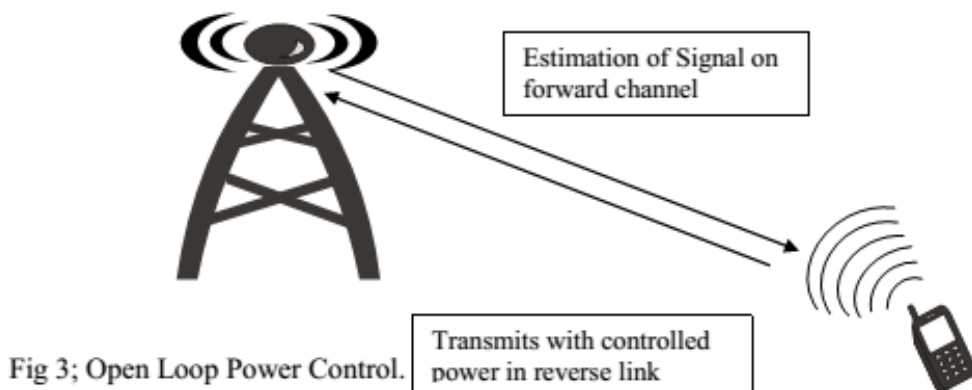 Estimation of Signal on
forward channel
Transmits with controlled
power in reverse link
Fig 3; Open Loop Power Control.